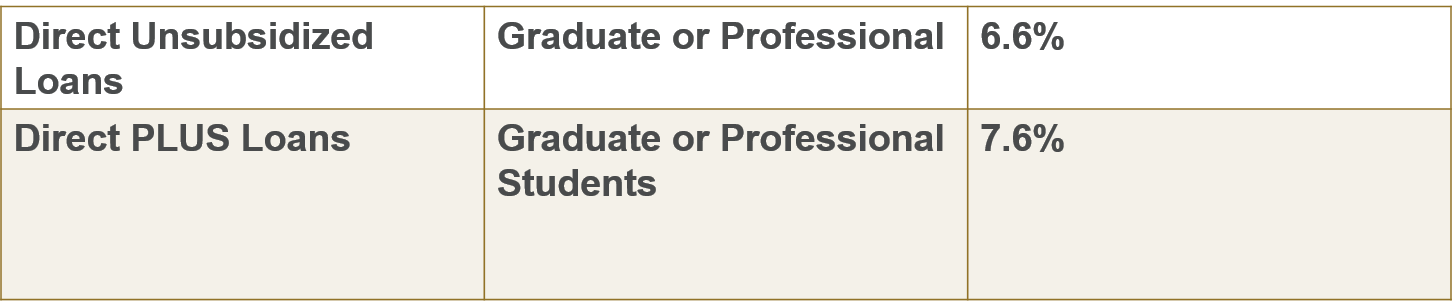 Direct Unsubsidized
Loans
Graduate or Professional
6.6%
Direct PLUS Loans
Graduate or Professional
Students
7.6%